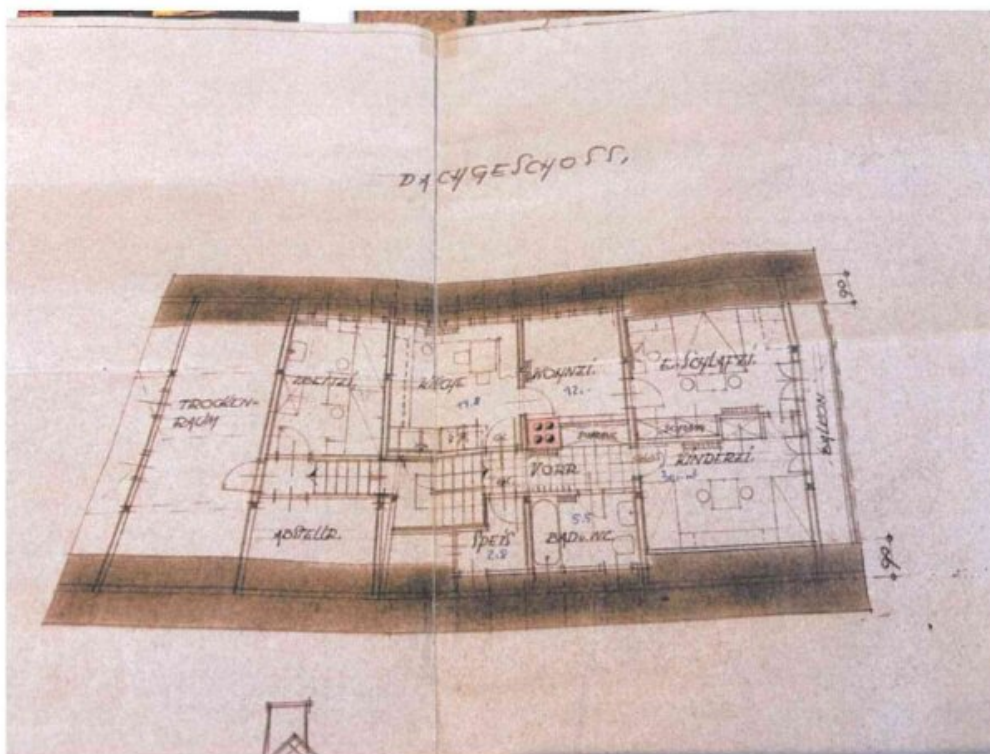 DACHGESCHOSS.
90
TROCKEN-
RAUM
KÜCHE
WOHNZI.
12.-
E. SCHLAFZI.
BALKON
VORR.
KINDERZI.
ABSTELLR.
SPEIS
2.8
5.5
BAD u. WC.
90